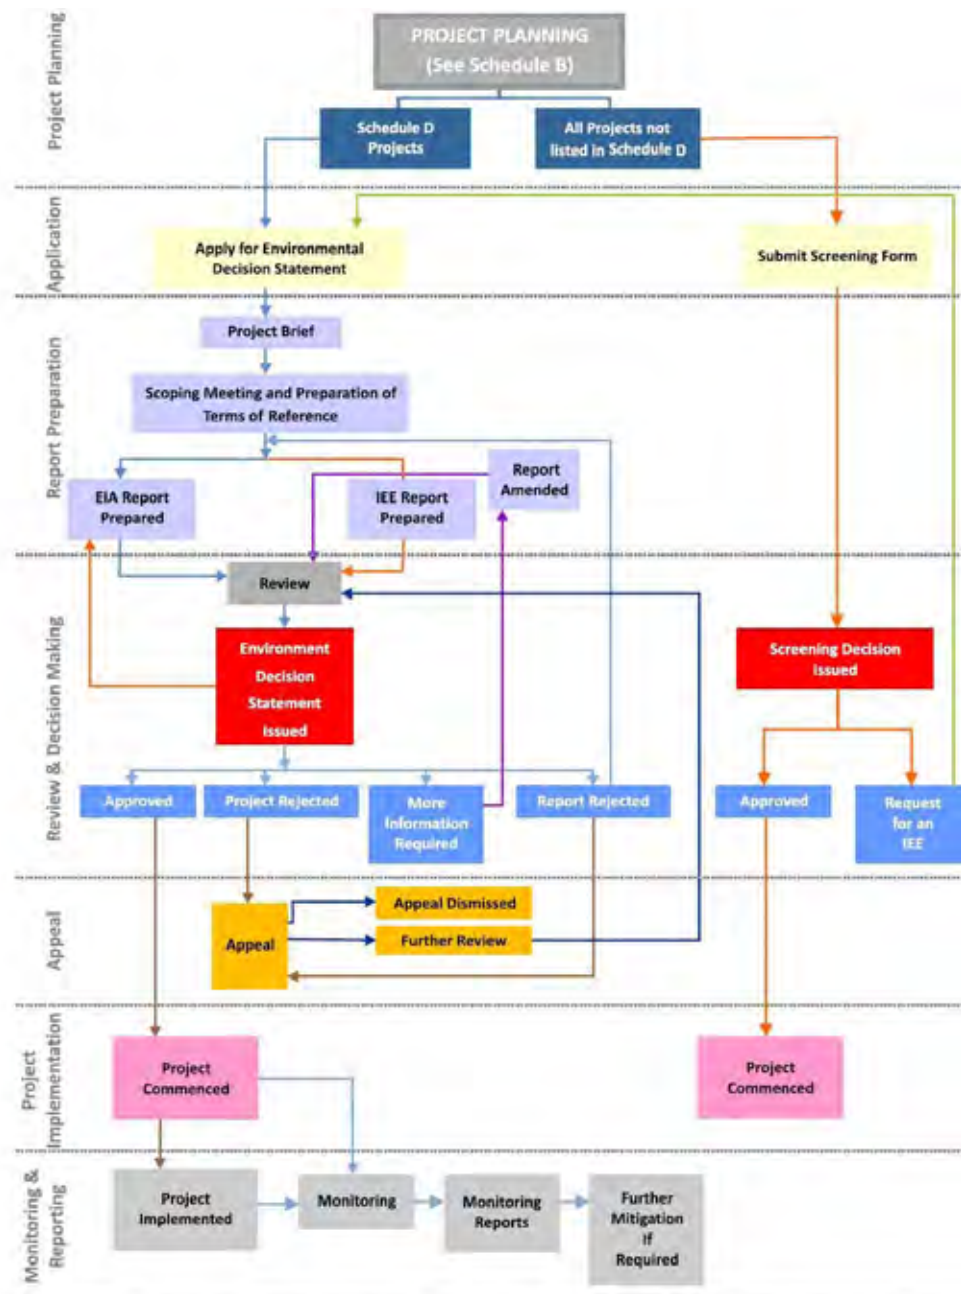 PROJECT PLANNING
(See Schedule B)
Project Planning
Schedule D
Projects
All Projects not
listed in Schedule D
Application
Apply for Environmental
Decision Statement
Submit Screening Form
Report Preparation
Project Brief
Scoping Meeting and Preparation of
Terms of Reference
EIA Report
Prepared
IEE Report
Prepared
Report
Amended
Review & Decision Making
Review
Environment
Decision
Statement
Issued
Screening Decision
Issued
Approved
Project Rejected
More
Information
Required
Report Rejected
Approved
Request
for an
IEE
Appeal
Appeal
Appeal Dismissed
Further Review
Project
Implementation
Project
Commenced
Project
Commenced
Monitoring &
Reporting
Project
Implemented
Monitoring
Monitoring
Reports
Further
Mitigation
If
Required